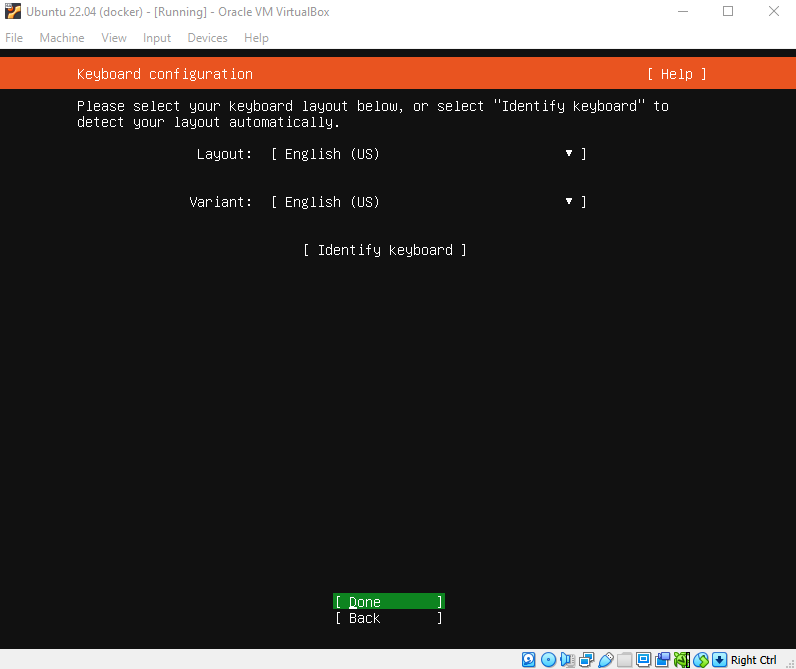 Ubuntu 22.04 (docker) - [Running] - Oracle VM VirtualBox
File Machine View Input Devices Help
Keyboard configuration [ Help ]
Please select your keyboard layout below, or select "Identify keyboard" to
detect your layout automatically.
Layout: [ English (US) ▾ ]
Variant: [ English (US) ▾ ]
[ Identify keyboard ]
[ Done ]
[ Back ]
Right Ctrl